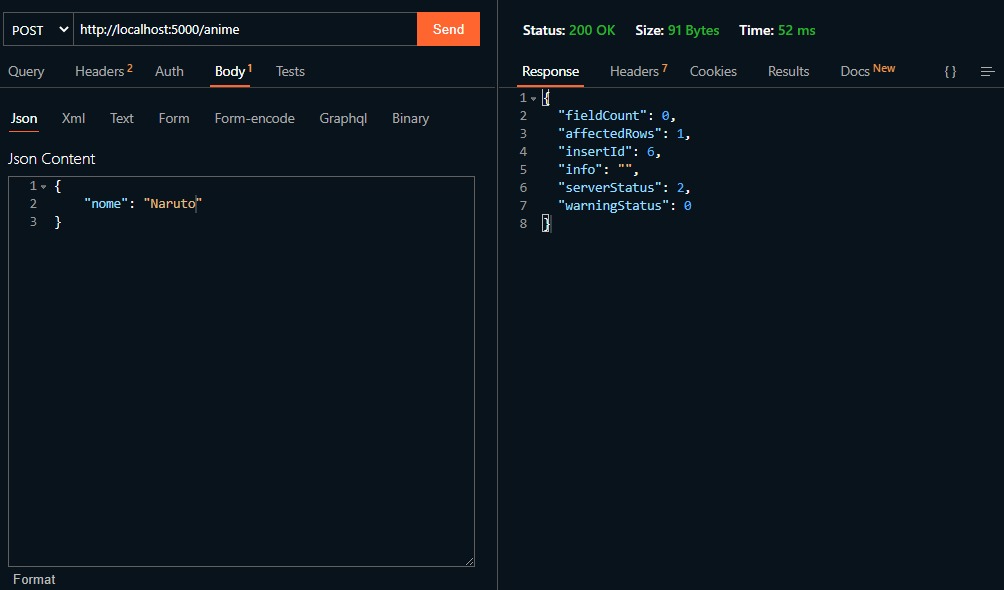 POST http://localhost:5000/anime Send
Query Headers 2 Auth Body 1 Tests
Json Xml Text Form Form-encode Graphql Binary
Json Content
1 {
2 "nome": "Naruto"
3 }
Format
Status: 200 OK Size: 91 Bytes Time: 52 ms
Response Headers 7 Cookies Results Docs New {}
1 {
2 "fieldCount": 0,
3 "affectedRows": 1,
4 "insertId": 6,
5 "info": "",
6 "serverStatus": 2,
7 "warningStatus": 0
8 }